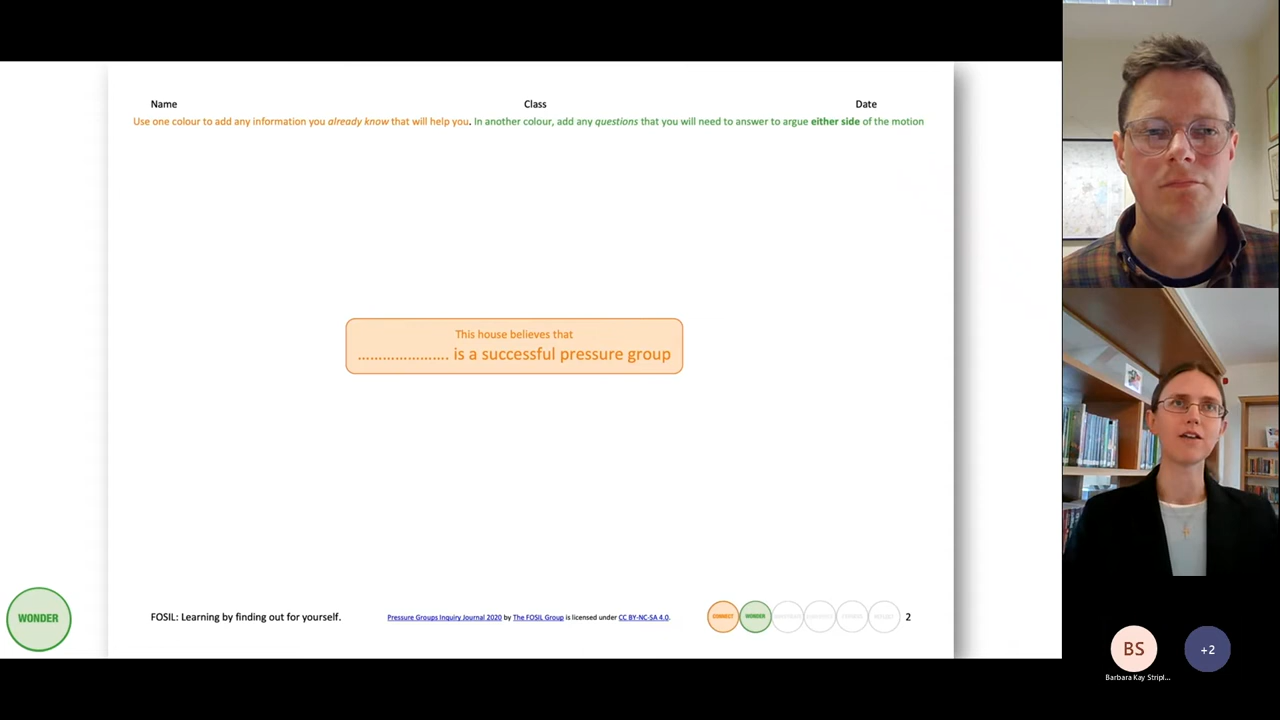 Name Class Date
Use one colour to add any information you already know that will help you. In another colour, add any questions that you will need to answer to argue either side of the motion
This house believes that
...................... is a successful pressure group
WONDER
FOSIL: Learning by finding out for yourself.
Pressure Groups Inquiry Journal 2020 by The FOSIL Group is licensed under CC BY-NC-SA 4.0.
CONNECT WONDER
2
BS
+2
Barbara Kay Stripl...